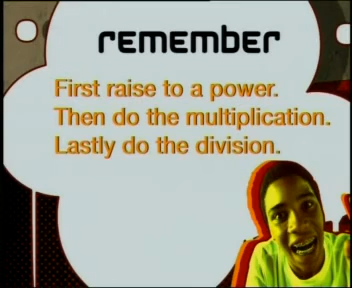 remember
First raise to a power.
Then do the multiplication.
Lastly do the division.